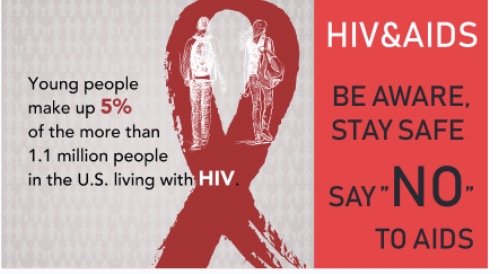 Young people
make up 5%
of the more than
1.1 million people
in the U.S. living with HIV.
HIV&AIDS
BE AWARE,
STAY SAFE
SAY "NO"
TO AIDS